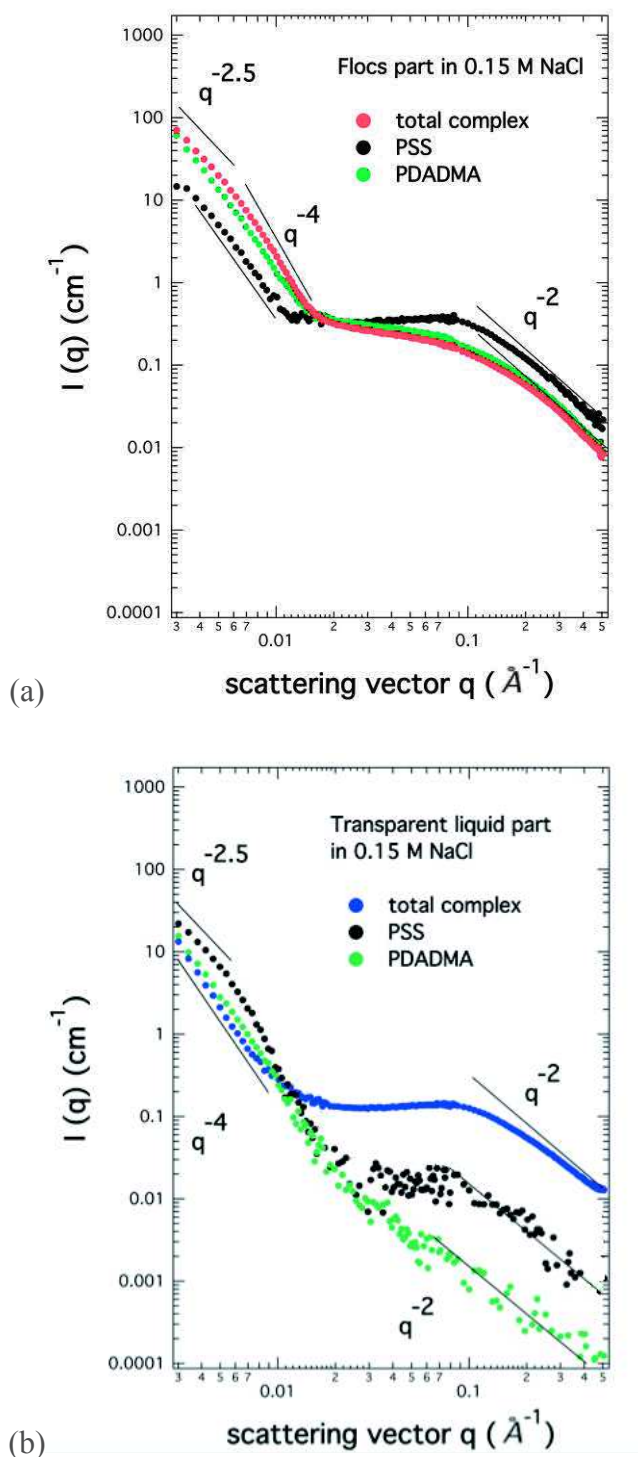 1000
100
10
1
0.1
0.01
0.001
0.0001
I (q) (cm-1)
q-2.5
q-4
q-2
Flocs part in 0.15 M NaCl
total complex
PSS
PDADMA
3 4 5 6 7 0.01 2 3 4 5 6 7 0.1 2 3 4 5
scattering vector q ( Å-1)
(a)
1000
100
10
1
0.1
0.01
0.001
0.0001
I (q) (cm-1)
q-2.5
q-4
q-2
q-2
Transparent liquid part
in 0.15 M NaCl
total complex
PSS
PDADMA
3 4 5 6 7 0.01 2 3 4 5 6 7 0.1 2 3 4 5
scattering vector q ( Å-1)
(b)